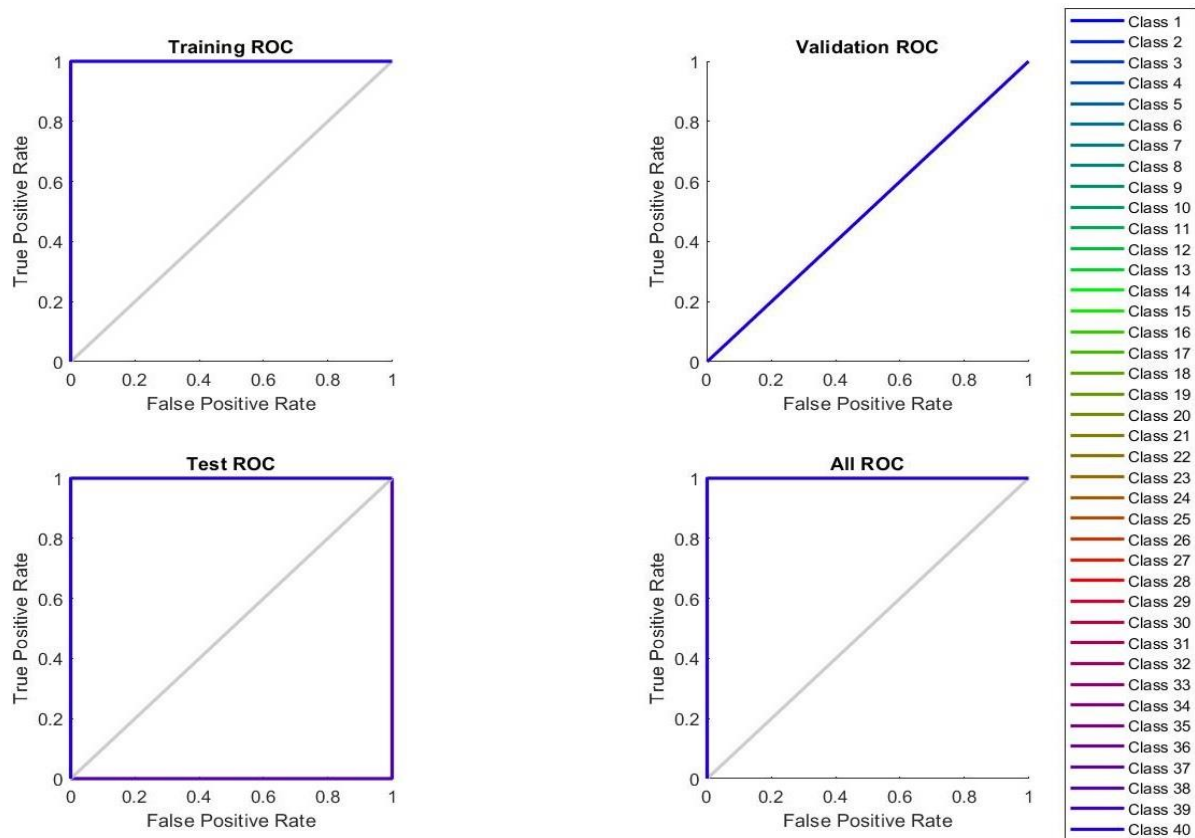 Training ROC
1
0.8
0.6
0.4
0.2
0
True Positive Rate
0 0.2 0.4 0.6 0.8 1
False Positive Rate
Validation ROC
1
0.8
0.6
0.4
0.2
0
True Positive Rate
0 0.2 0.4 0.6 0.8 1
False Positive Rate
Test ROC
1
0.8
0.6
0.4
0.2
0
True Positive Rate
0 0.2 0.4 0.6 0.8 1
False Positive Rate
All ROC
1
0.8
0.6
0.4
0.2
0
True Positive Rate
0 0.2 0.4 0.6 0.8 1
False Positive Rate
Class 1
Class 2
Class 3
Class 4
Class 5
Class 6
Class 7
Class 8
Class 9
Class 10
Class 11
Class 12
Class 13
Class 14
Class 15
Class 16
Class 17
Class 18
Class 19
Class 20
Class 21
Class 22
Class 23
Class 24
Class 25
Class 26
Class 27
Class 28
Class 29
Class 30
Class 31
Class 32
Class 33
Class 34
Class 35
Class 36
Class 37
Class 38
Class 39
Class 40